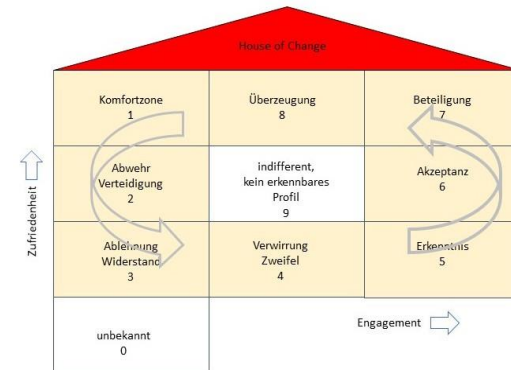 House of Change
Komfortzone
1
Überzeugung
8
Beteiligung
7
Abwehr
Verteidigung
2
indifferent,
kein erkennbares
Profil
9
Akzeptanz
6
Ablehnung
Widerstand
3
Verwirrung
Zweifel
4
Erkenntnis
5
unbekannt
0
Zufriedenheit
Engagement